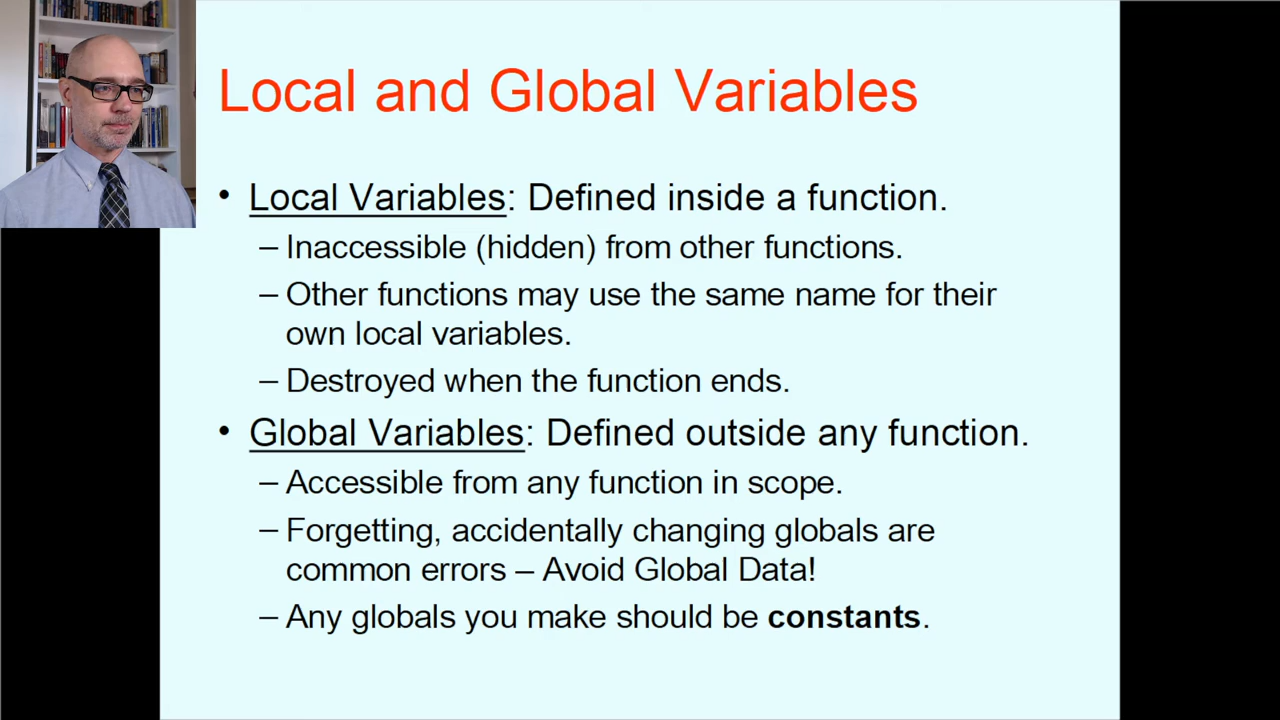 Local and Global Variables
• Local Variables: Defined inside a function.
– Inaccessible (hidden) from other functions.
– Other functions may use the same name for their
own local variables.
– Destroyed when the function ends.
• Global Variables: Defined outside any function.
– Accessible from any function in scope.
– Forgetting, accidentally changing globals are
common errors – Avoid Global Data!
– Any globals you make should be constants.